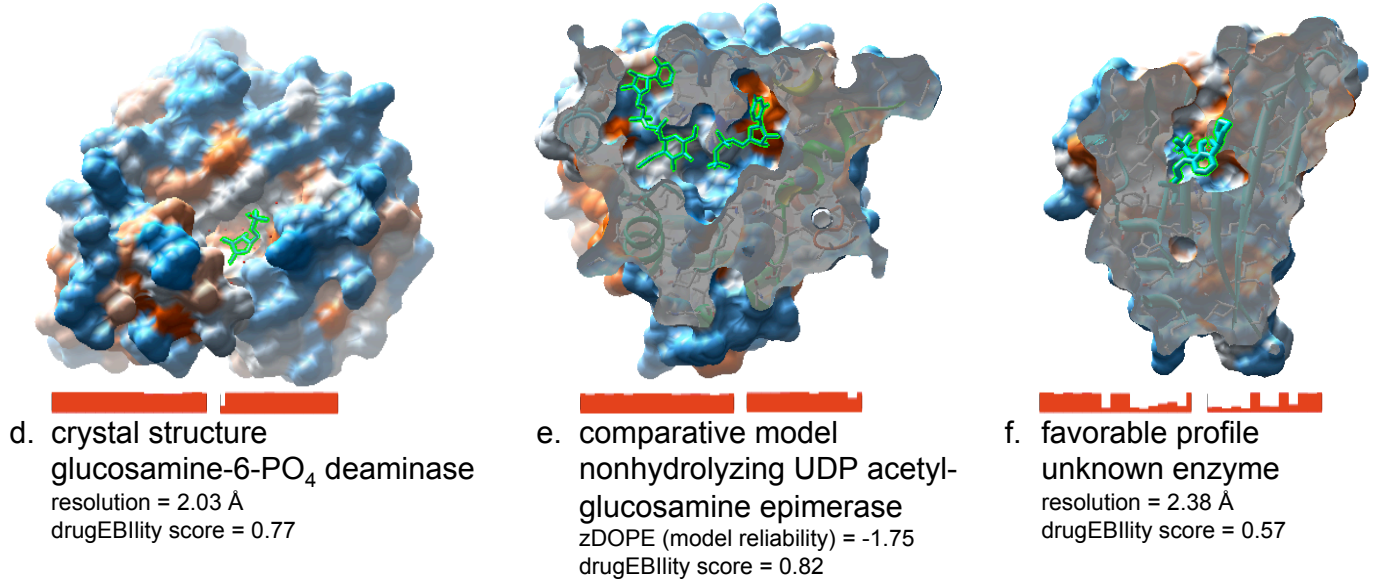 d. crystal structure
glucosamine-6-PO4 deaminase
resolution = 2.03 Å
drugEBIlity score = 0.77
e. comparative model
nonhydrolyzing UDP acetyl-
glucosamine epimerase
zDOPE (model reliability) = -1.75
drugEBIlity score = 0.82
f. favorable profile
unknown enzyme
resolution = 2.38 Å
drugEBIlity score = 0.57